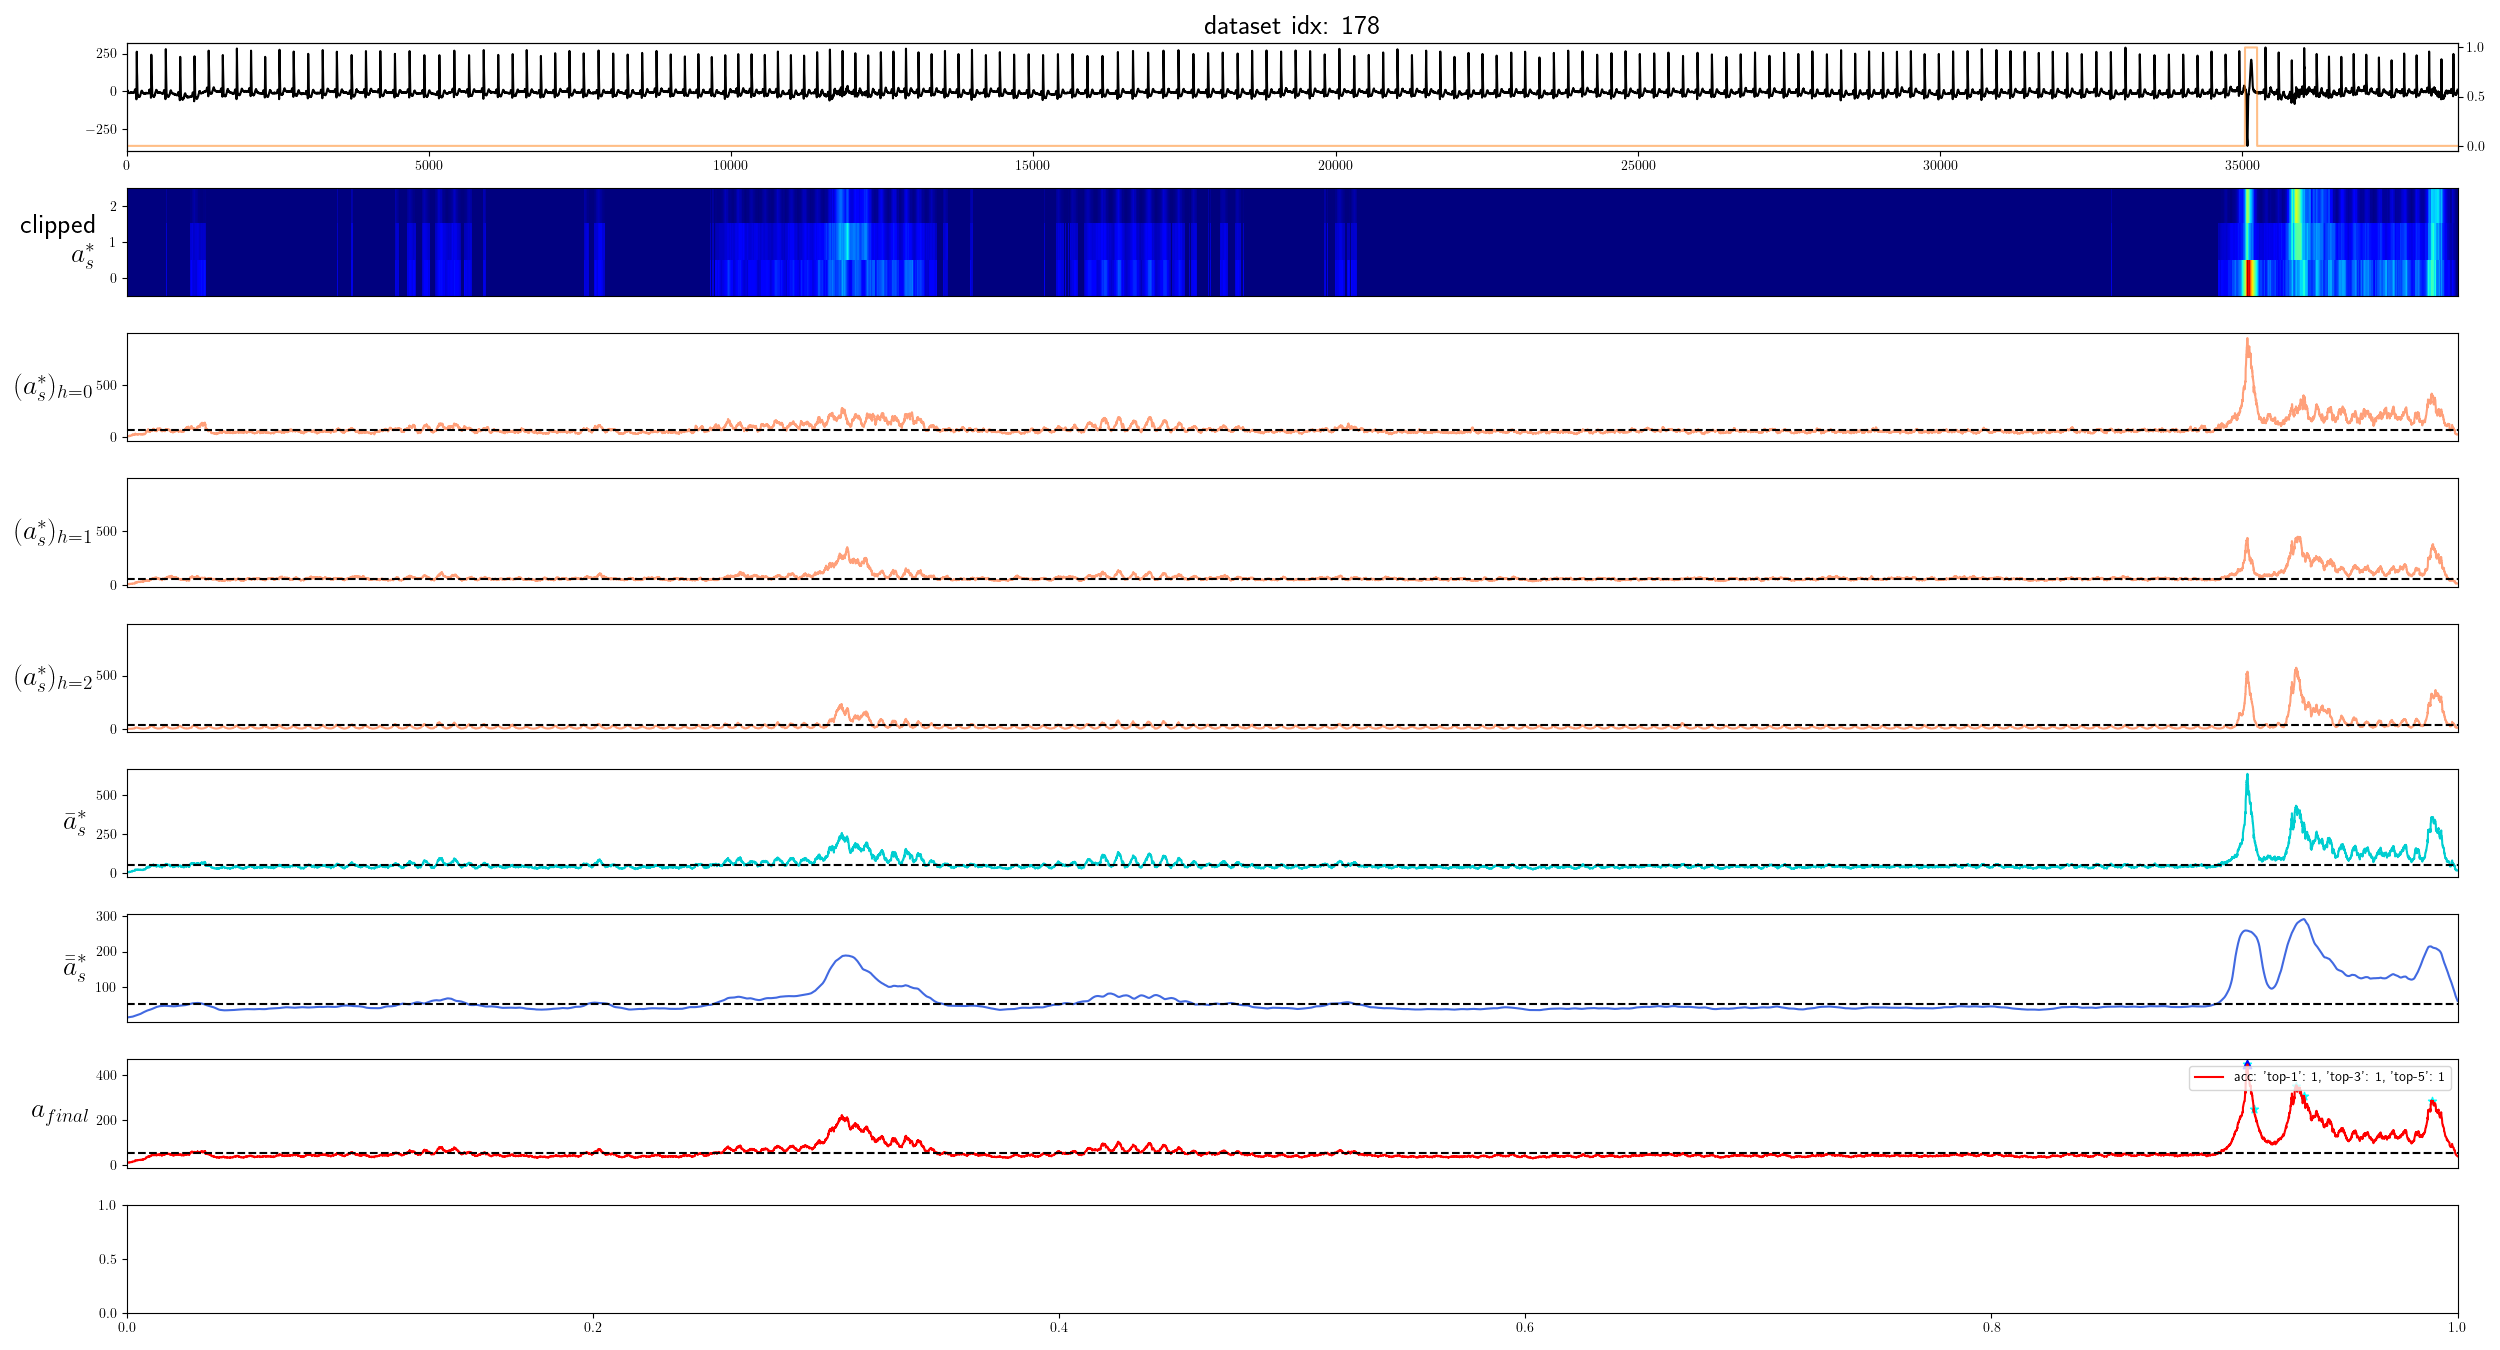 dataset idx: 178
250
0
−250
1.0
0.5
0.0
0 5000 10000 15000 20000 25000 30000 35000
clipped
a*s
2
1
0
(a*s)h=0
500
0
(a*s)h=1
500
0
(a*s)h=2
500
0
ā*s
500
250
0
a̿*s
300
200
100
afinal
400
200
0
acc: 'top-1': 1, 'top-3': 1, 'top-5': 1
1.0
0.5
0.0
0.0 0.2 0.4 0.6 0.8 1.0